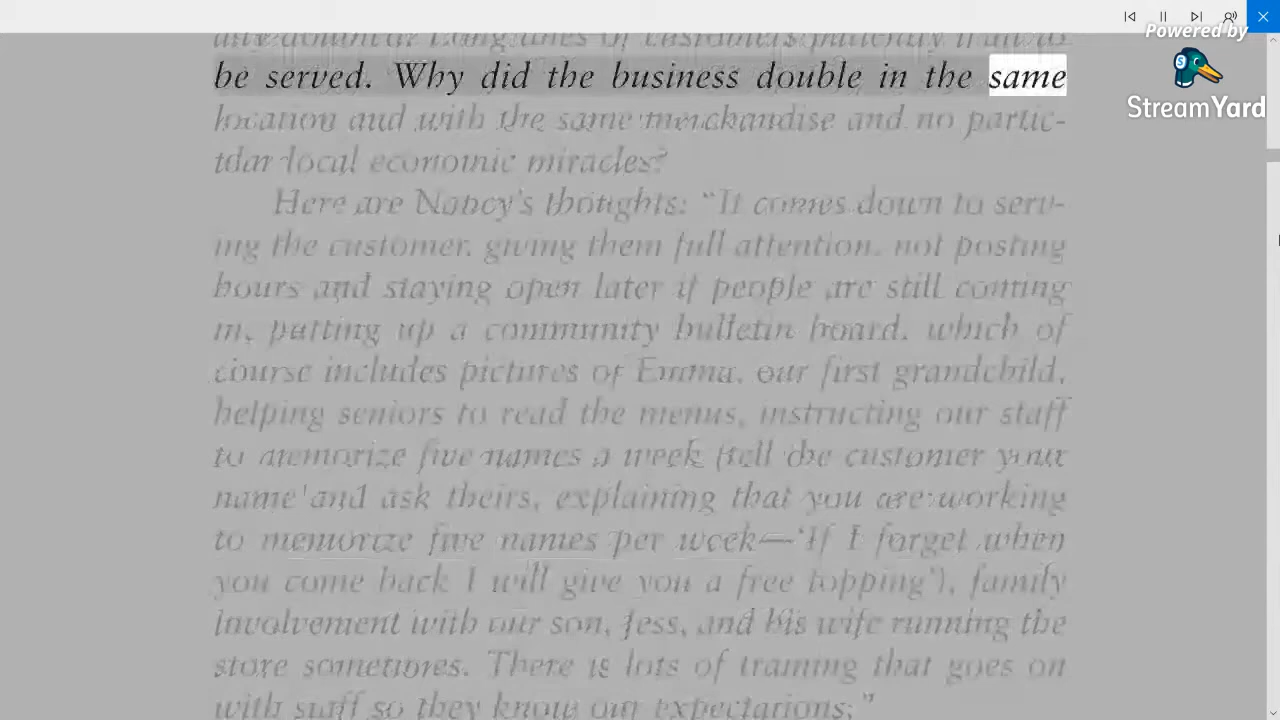 Powered by
StreamYard
be served. Why did the business double in the same
location and with the same merchandise and no partic-
ular local economic miracles?
Here are Nancy's thoughts: "It comes down to serv-
ing the customer, giving them full attention, not posting
hours and staying open later if people are still coming
in, putting up a community bulletin board, which of
course includes pictures of Emma, our first grandchild,
helping seniors to read the menus, instructing our staff
to memorize five names a week (tell the customer your
name and ask theirs, explaining that you are working
to memorize five names per week—'If I forget when
you come back I will give you a free topping'), family
involvement with our son, Jess, and his wife running the
store sometimes. There is lots of training that goes on
with staff so they know our expectations."